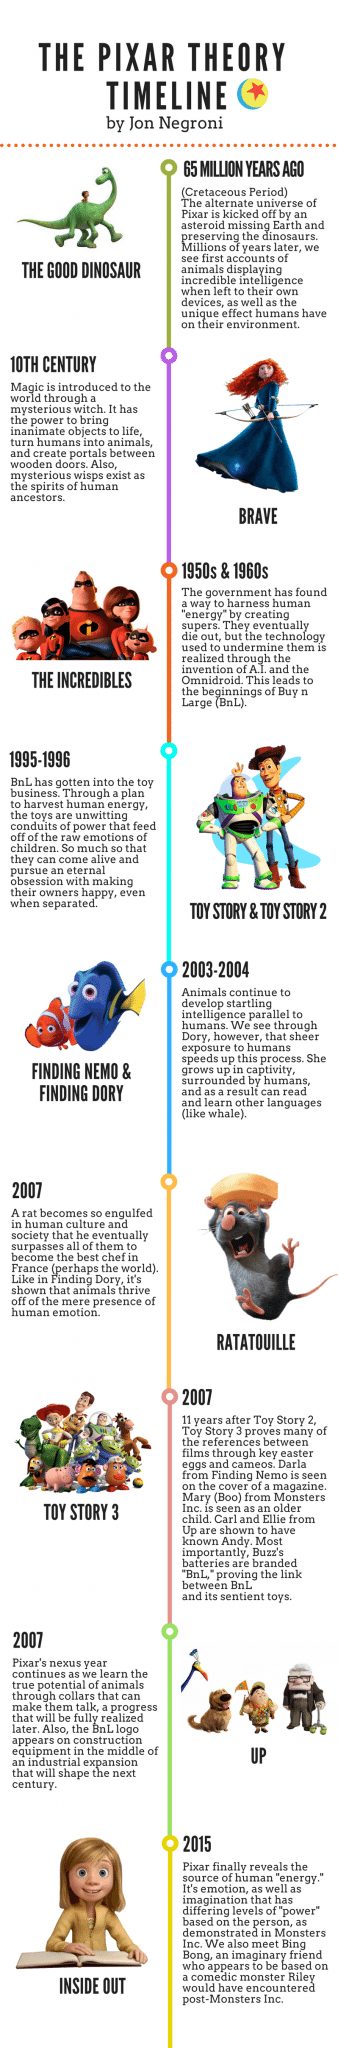 THE PIXAR THEORY
TIMELINE
by Jon Negroni
65 MILLION YEARS AGO
(Cretaceous Period)
The alternate universe of
Pixar is kicked off by an
asteroid missing Earth and
preserving the dinosaurs.
Millions of years later, we
see first accounts of
animals displaying
incredible intelligence
when left to their own
devices, as well as the
unique effect humans have
on their environment.
THE GOOD DINOSAUR
10TH CENTURY
Magic is introduced to the
world through a
mysterious witch. It has
the power to bring
inanimate objects to life,
turn humans into animals,
and create portals between
wooden doors. Also,
mysterious wisps exist as
the spirits of human
ancestors.
BRAVE
1950s & 1960s
The government has found
a way to harness human
"energy" by creating
supers. They eventually
die out, but the technology
used to undermine them is
realized through the
invention of A.I. and the
Omnidroid. This leads to
the beginnings of Buy n
Large (BnL).
THE INCREDIBLES
1995-1996
BnL has gotten into the toy
business. Through a plan
to harvest human energy,
the toys are unwitting
conduits of power that feed
off of the raw emotions of
children. So much so that
they can come alive and
pursue an eternal
obsession with making
their owners happy, even
when separated.
TOY STORY & TOY STORY 2
2003-2004
Animals continue to
develop startling
intelligence parallel to
humans. We see through
Dory, however, that sheer
exposure to humans
speeds up this process. She
grows up in captivity,
surrounded by humans,
and as a result can read
and learn other languages
(like whale).
FINDING NEMO &
FINDING DORY
2007
A rat becomes so engulfed
in human culture and
society that he eventually
surpasses all of them to
become the best chef in
France (perhaps the world).
Like in Finding Dory, it's
shown that animals thrive
off of the mere presence of
human emotion.
RATATOUILLE
2007
11 years after Toy Story 2,
Toy Story 3 proves many of
the references between
films through key easter
eggs and cameos. Darla
from Finding Nemo is seen
on the cover of a magazine.
Mary (Boo) from Monsters
Inc. is seen as an older
child. Carl and Ellie from
Up are shown to have
known Andy. Most
importantly, Buzz's
batteries are branded
"BnL," proving the link
between BnL
and its sentient toys.
TOY STORY 3
2007
Pixar's nexus year
continues as we learn the
true potential of animals
through collars that can
make them talk, a progress
that will be fully realized
later. Also, the BnL logo
appears on construction
equipment in the middle of
an industrial expansion
that will shape the next
century.
UP
2015
Pixar finally reveals the
source of human "energy."
It's emotion, as well as
imagination that has
differing levels of "power"
based on the person, as
demonstrated in Monsters
Inc. We also meet Bing
Bong, an imaginary friend
who appears to be based on
a comedic monster Riley
would have encountered
post-Monsters Inc.
INSIDE OUT